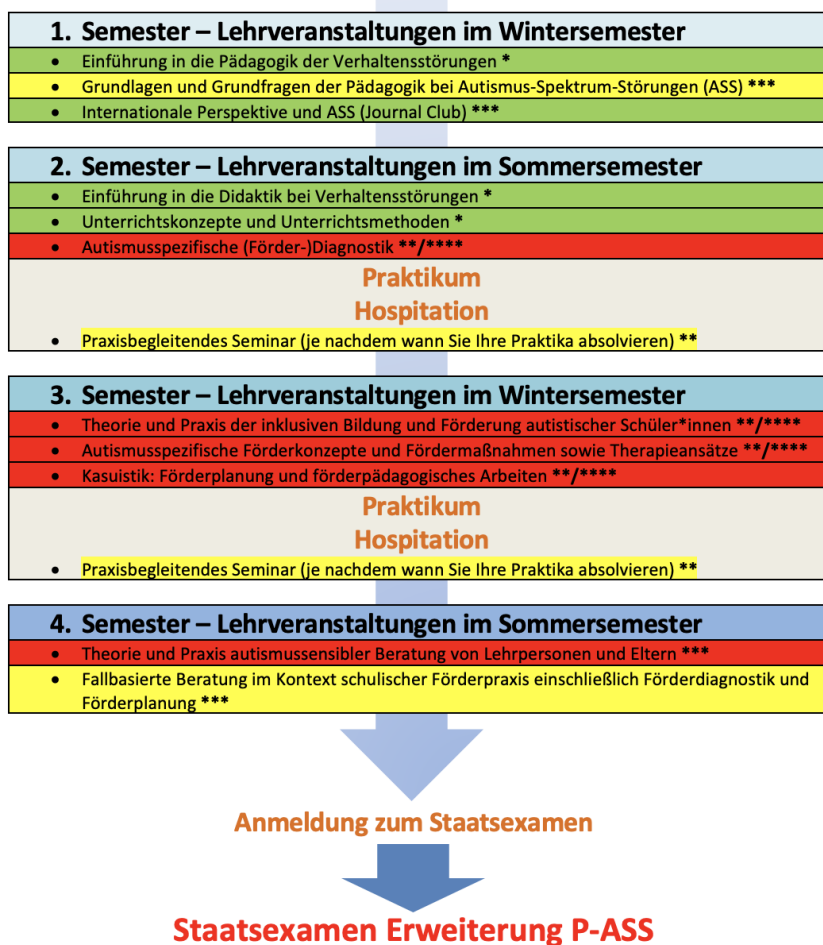 1. Semester – Lehrveranstaltungen im Wintersemester
• Einführung in die Pädagogik der Verhaltensstörungen *
• Grundlagen und Grundfragen der Pädagogik bei Autismus-Spektrum-Störungen (ASS) ***
• Internationale Perspektive und ASS (Journal Club) ***
2. Semester – Lehrveranstaltungen im Sommersemester
• Einführung in die Didaktik bei Verhaltensstörungen *
• Unterrichtskonzepte und Unterrichtsmethoden *
• Autismusspezifische (Förder-)Diagnostik **/****
Praktikum
Hospitation
• Praxisbegleitendes Seminar (je nachdem wann Sie Ihre Praktika absolvieren) **
3. Semester – Lehrveranstaltungen im Wintersemester
• Theorie und Praxis der inklusiven Bildung und Förderung autistischer Schüler*innen **/****
• Autismusspezifische Förderkonzepte und Fördermaßnahmen sowie Therapieansätze **/****
• Kasuistik: Förderplanung und förderpädagogisches Arbeiten **/****
Praktikum
Hospitation
• Praxisbegleitendes Seminar (je nachdem wann Sie Ihre Praktika absolvieren) **
4. Semester – Lehrveranstaltungen im Sommersemester
• Theorie und Praxis autismussensibler Beratung von Lehrpersonen und Eltern ***
• Fallbasierte Beratung im Kontext schulischer Förderpraxis einschließlich Förderdiagnostik und
Förderplanung ***
Anmeldung zum Staatsexamen
Staatsexamen Erweiterung P-ASS